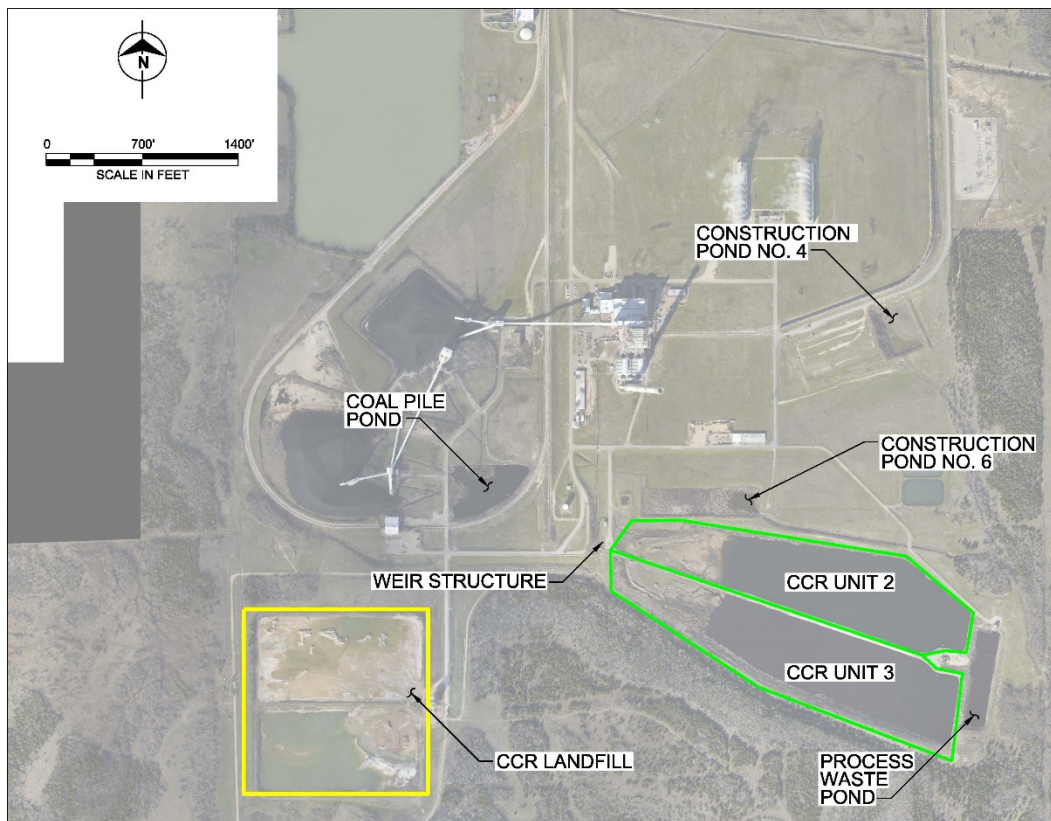 N
0 700' 1400'
SCALE IN FEET
CONSTRUCTION
POND NO. 4
COAL PILE
POND
CONSTRUCTION
POND NO. 6
WEIR STRUCTURE
CCR UNIT 2
CCR UNIT 3
CCR LANDFILL
PROCESS
WASTE
POND